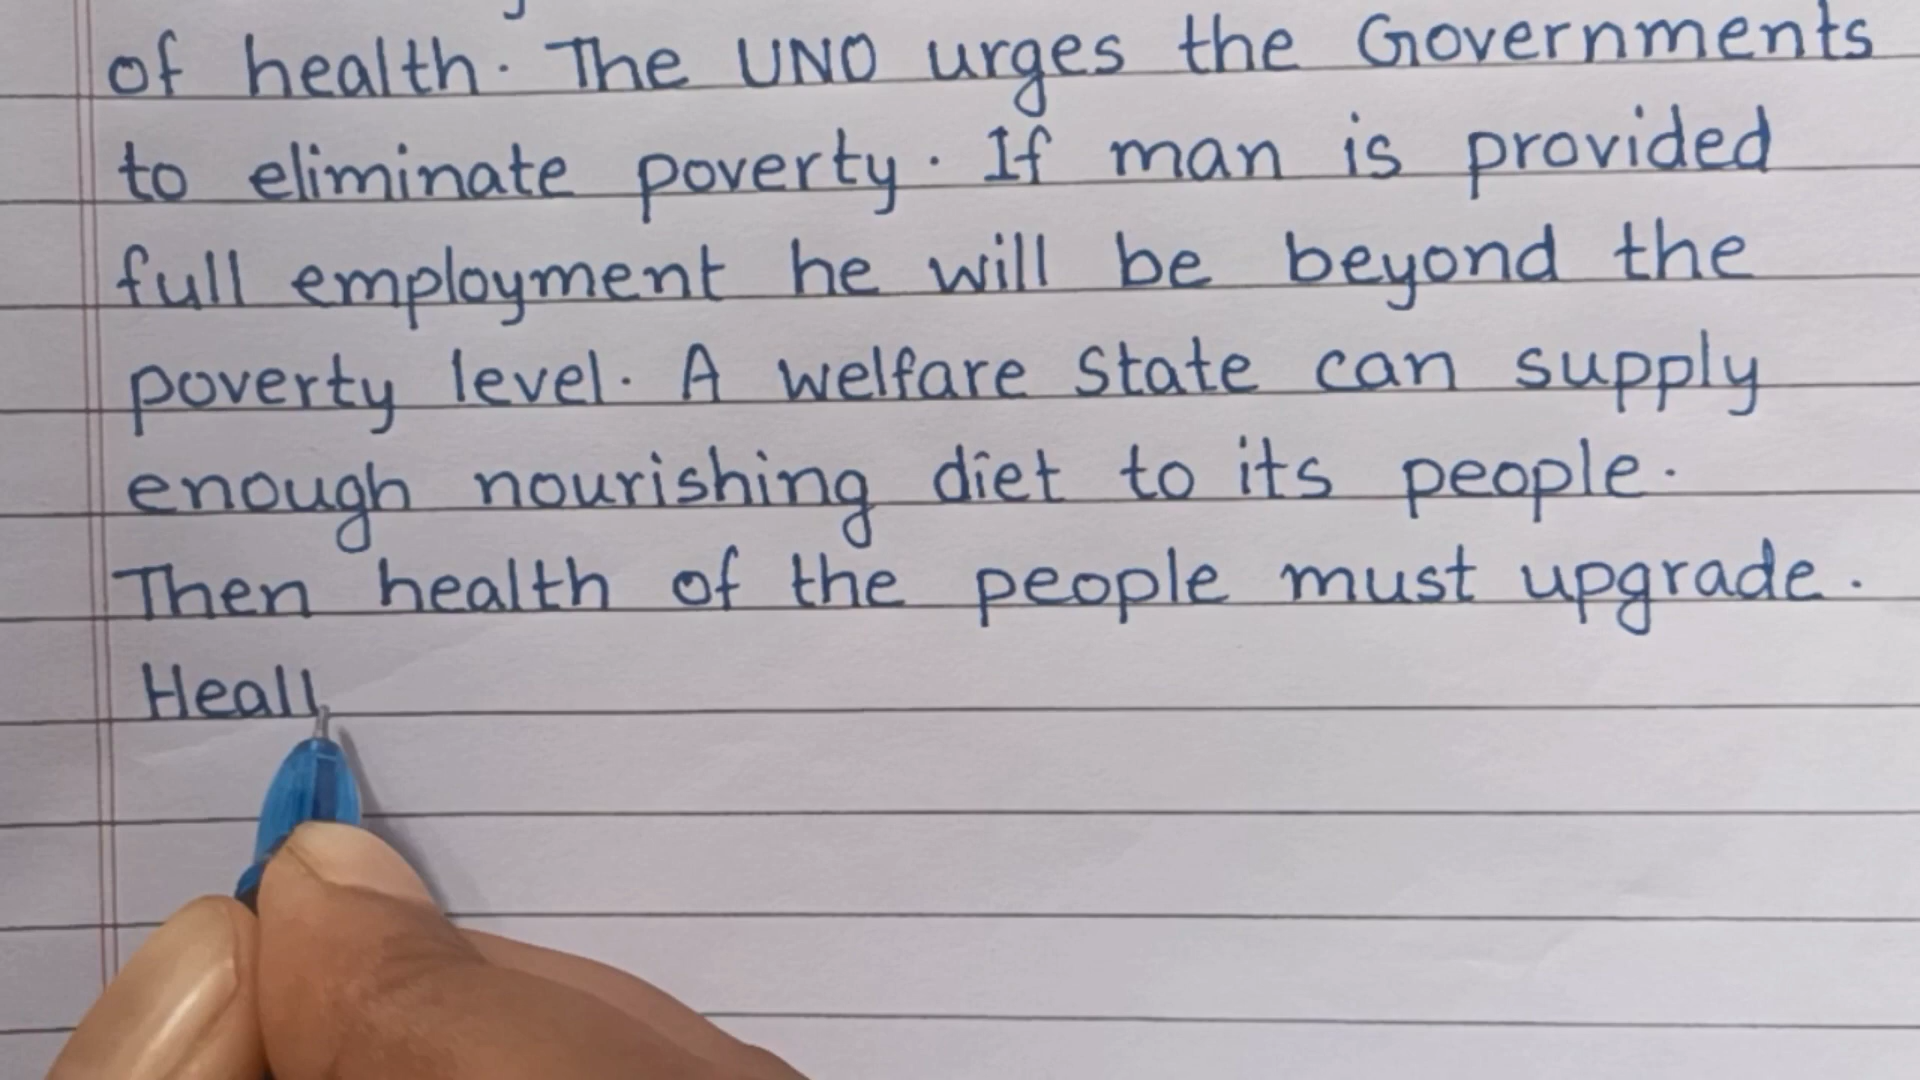 of health. The UNO urges the Governments
to eliminate poverty. If man is provided
full employment he will be beyond the
poverty level. A welfare state can supply
enough nourishing diet to its people.
Then health of the people must upgrade.
Heall